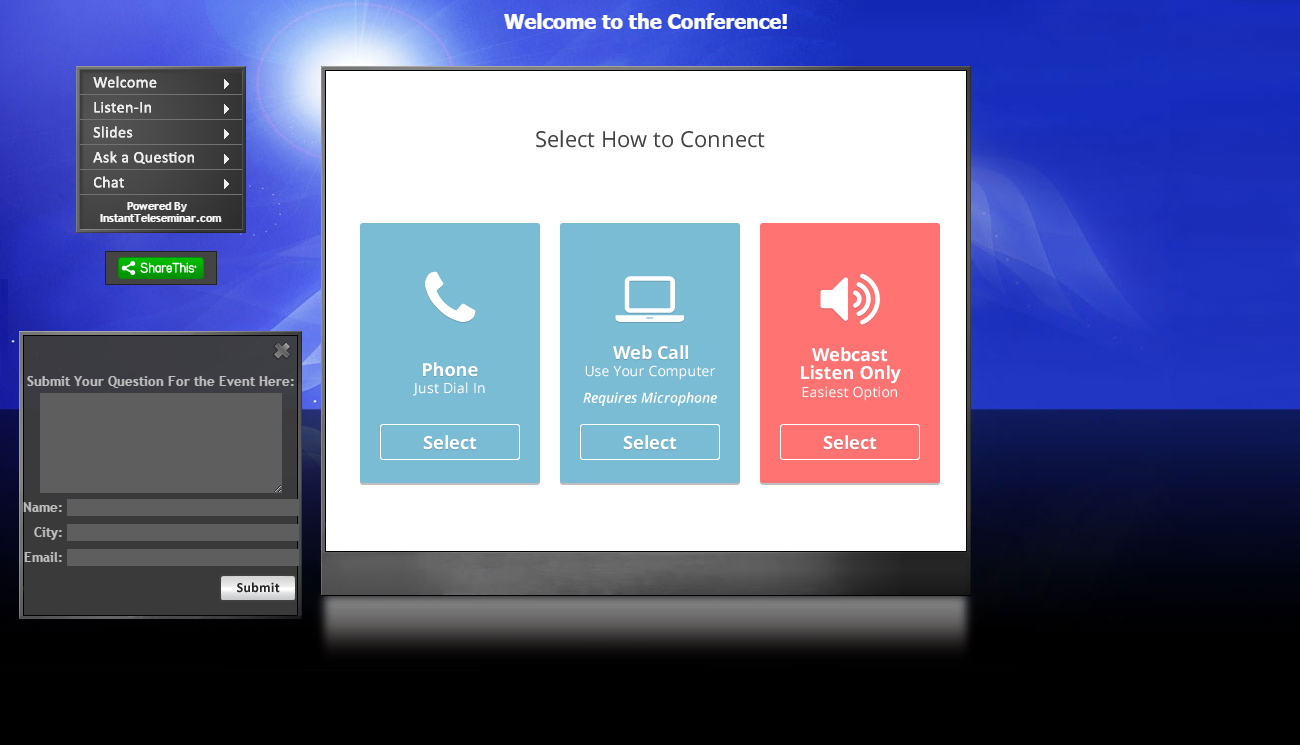 Welcome to the Conference!
Welcome
Listen-In
Slides
Ask a Question
Chat
Powered By
InstantTeleseminar.com
ShareThis
Submit Your Question For the Event Here:
Name:
City:
Email:
Submit
Select How to Connect
Phone
Just Dial In
Select
Web Call
Use Your Computer
Requires Microphone
Select
Webcast
Listen Only
Easiest Option
Select